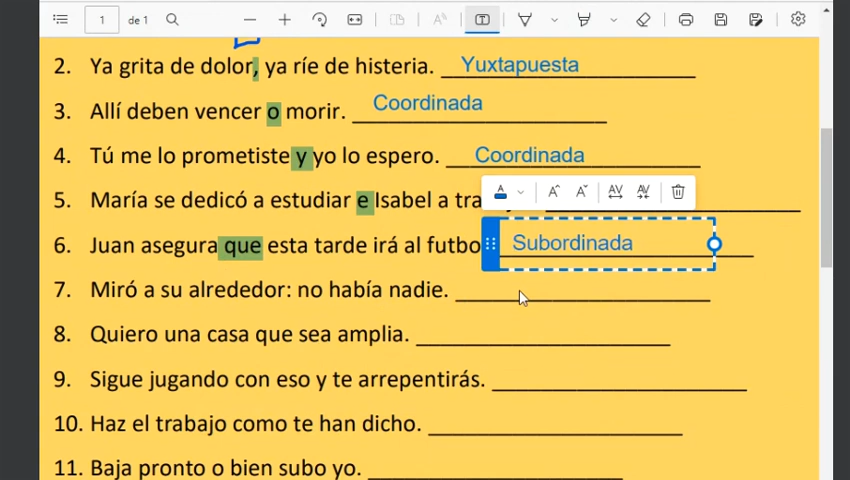 1 de 1
2. Ya grita de dolor, ya ríe de histeria. Yuxtapuesta
3. Allí deben vencer o morir. Coordinada
4. Tú me lo prometiste y yo lo espero. Coordinada
5. María se dedicó a estudiar e Isabel a tra
6. Juan asegura que esta tarde irá al futbo Subordinada
7. Miró a su alrededor: no había nadie.
8. Quiero una casa que sea amplia.
9. Sigue jugando con eso y te arrepentirás.
10. Haz el trabajo como te han dicho.
11. Baja pronto o bien subo yo.